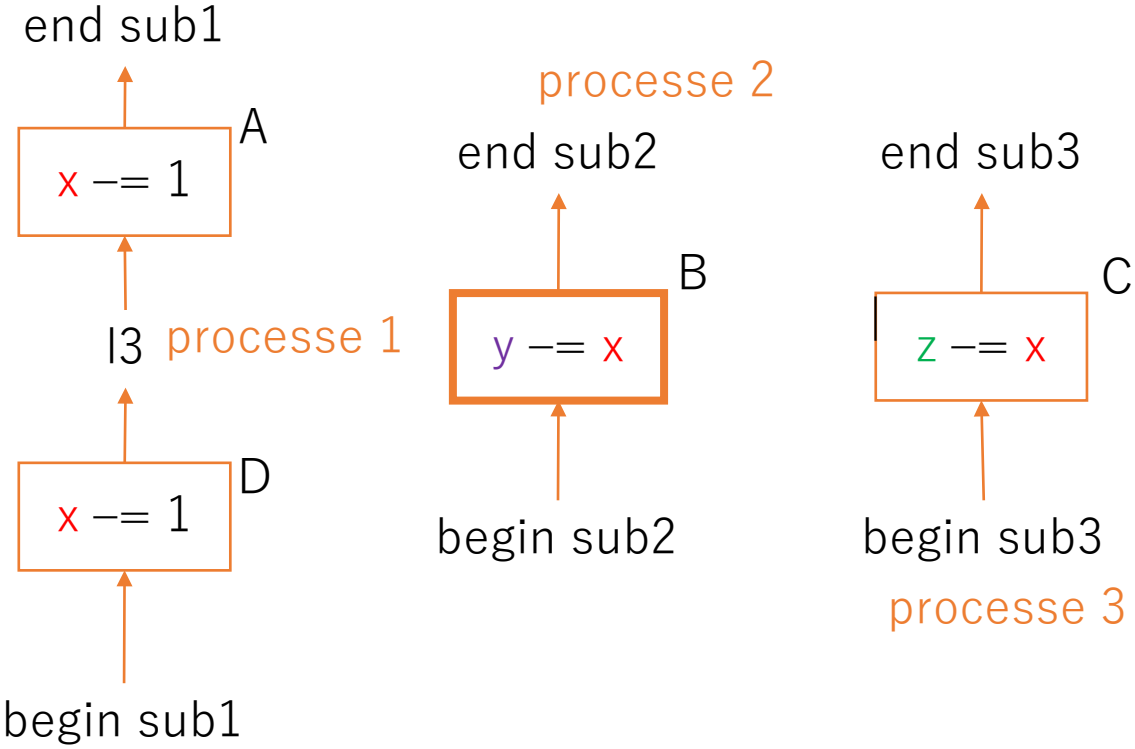 end sub1
A
x −= 1
l3
processe 1
D
x −= 1
begin sub1
processe 2
end sub2
B
y −= x
begin sub2
end sub3
C
z −= x
begin sub3
processe 3